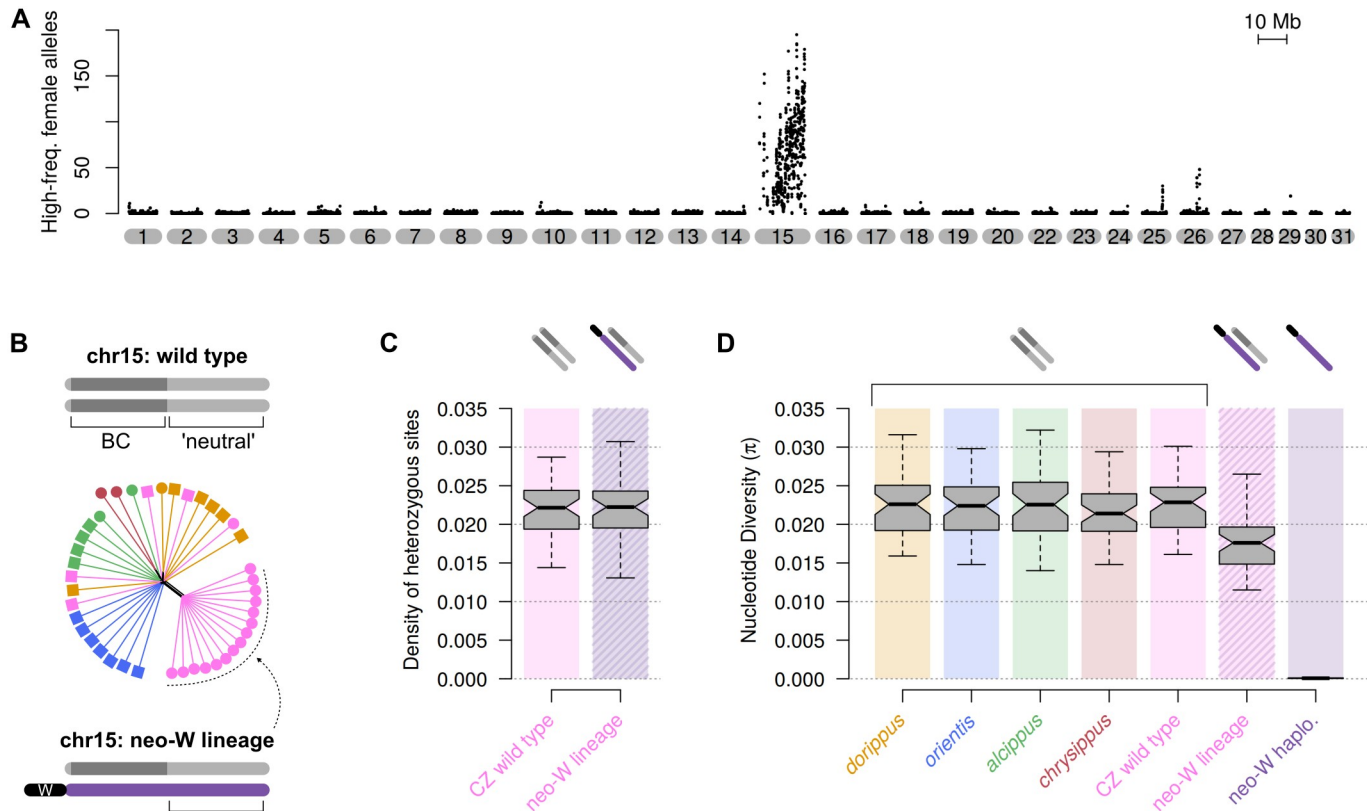 A
High-freq. female alleles
0
50
150
10 Mb
1 2 3 4 5 6 7 8 9 10 11 12 13 14 15 16 17 18 19 20 22 23 24 25 26 27 28 29 30 31
B
chr15: wild type
BC 'neutral'
chr15: neo-W lineage
W
C
Density of heterozygous sites
0.035
0.030
0.025
0.020
0.015
0.010
0.005
0.000
CZ wild type
neo-W lineage
D
Nucleotide Diversity (π)
0.035
0.030
0.025
0.020
0.015
0.010
0.005
0.000
dorippus
orientis
alcippus
chrysippus
CZ wild type
neo-W lineage
neo-W haplo.